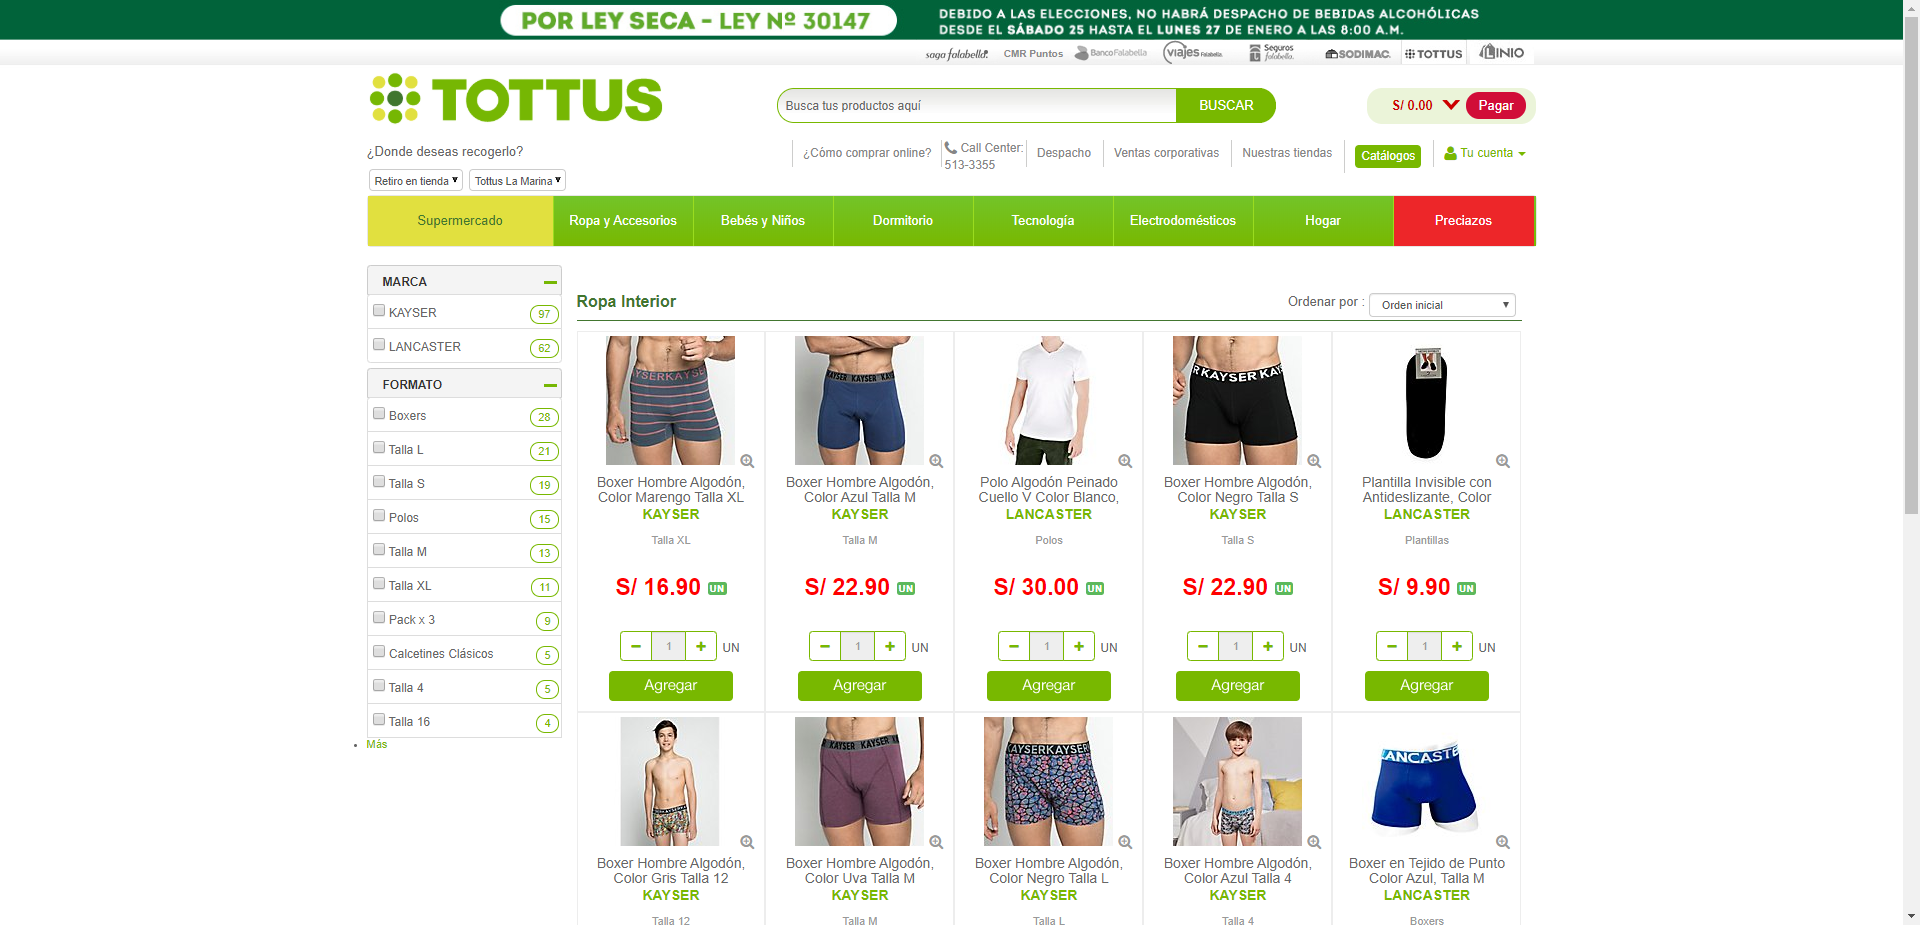 POR LEY SECA - LEY Nº 30147
DEBIDO A LAS ELECCIONES, NO HABRÁ DESPACHO DE BEBIDAS ALCOHÓLICAS
DESDE EL SÁBADO 25 HASTA EL LUNES 27 DE ENERO A LAS 8:00 A.M.
saga falabella. CMR Puntos BancoFalabella Viajes Falabella Seguros falabella. SODIMAC TOTTUS LINIO
TOTTUS
Busca tus productos aquí BUSCAR
S/ 0.00 Pagar
¿Donde deseas recogerlo?
Retiro en tienda Tottus La Marina
¿Cómo comprar online?
Call Center:
513-3355
Despacho
Ventas corporativas
Nuestras tiendas
Catálogos
Tu cuenta
Supermercado Ropa y Accesorios Bebés y Niños Dormitorio Tecnología Electrodomésticos Hogar Preciazos
MARCA
KAYSER 97
LANCASTER 62
FORMATO
Boxers 28
Talla L 21
Talla S 19
Polos 15
Talla M 13
Talla XL 11
Pack x 3 9
Calcetines Clásicos 5
Talla 4 5
Talla 16 4
Más
Ropa Interior
Ordenar por : Orden inicial
YSERKAYSER
KAYSER KAYSER
R KAYSER KAY
Boxer Hombre Algodón,
Color Marengo Talla XL
KAYSER
Talla XL
S/ 16.90 UN
1 UN
Agregar
Boxer Hombre Algodón,
Color Azul Talla M
KAYSER
Talla M
S/ 22.90 UN
1 UN
Agregar
Polo Algodón Peinado
Cuello V Color Blanco,
LANCASTER
Polos
S/ 30.00 UN
1 UN
Agregar
Boxer Hombre Algodón,
Color Negro Talla S
KAYSER
Talla S
S/ 22.90 UN
1 UN
Agregar
Plantilla Invisible con
Antideslizante, Color
LANCASTER
Plantillas
S/ 9.90 UN
1 UN
Agregar
KAYSER KAYSER
KAYSERKAYSER
LANCASTE
Boxer Hombre Algodón,
Color Gris Talla 12
KAYSER
Talla 12
Boxer Hombre Algodón,
Color Uva Talla M
KAYSER
Talla M
Boxer Hombre Algodón,
Color Negro Talla L
KAYSER
Talla L
Boxer Hombre Algodón,
Color Azul Talla 4
KAYSER
Talla 4
Boxer en Tejido de Punto
Color Azul, Talla M
LANCASTER
Boxers